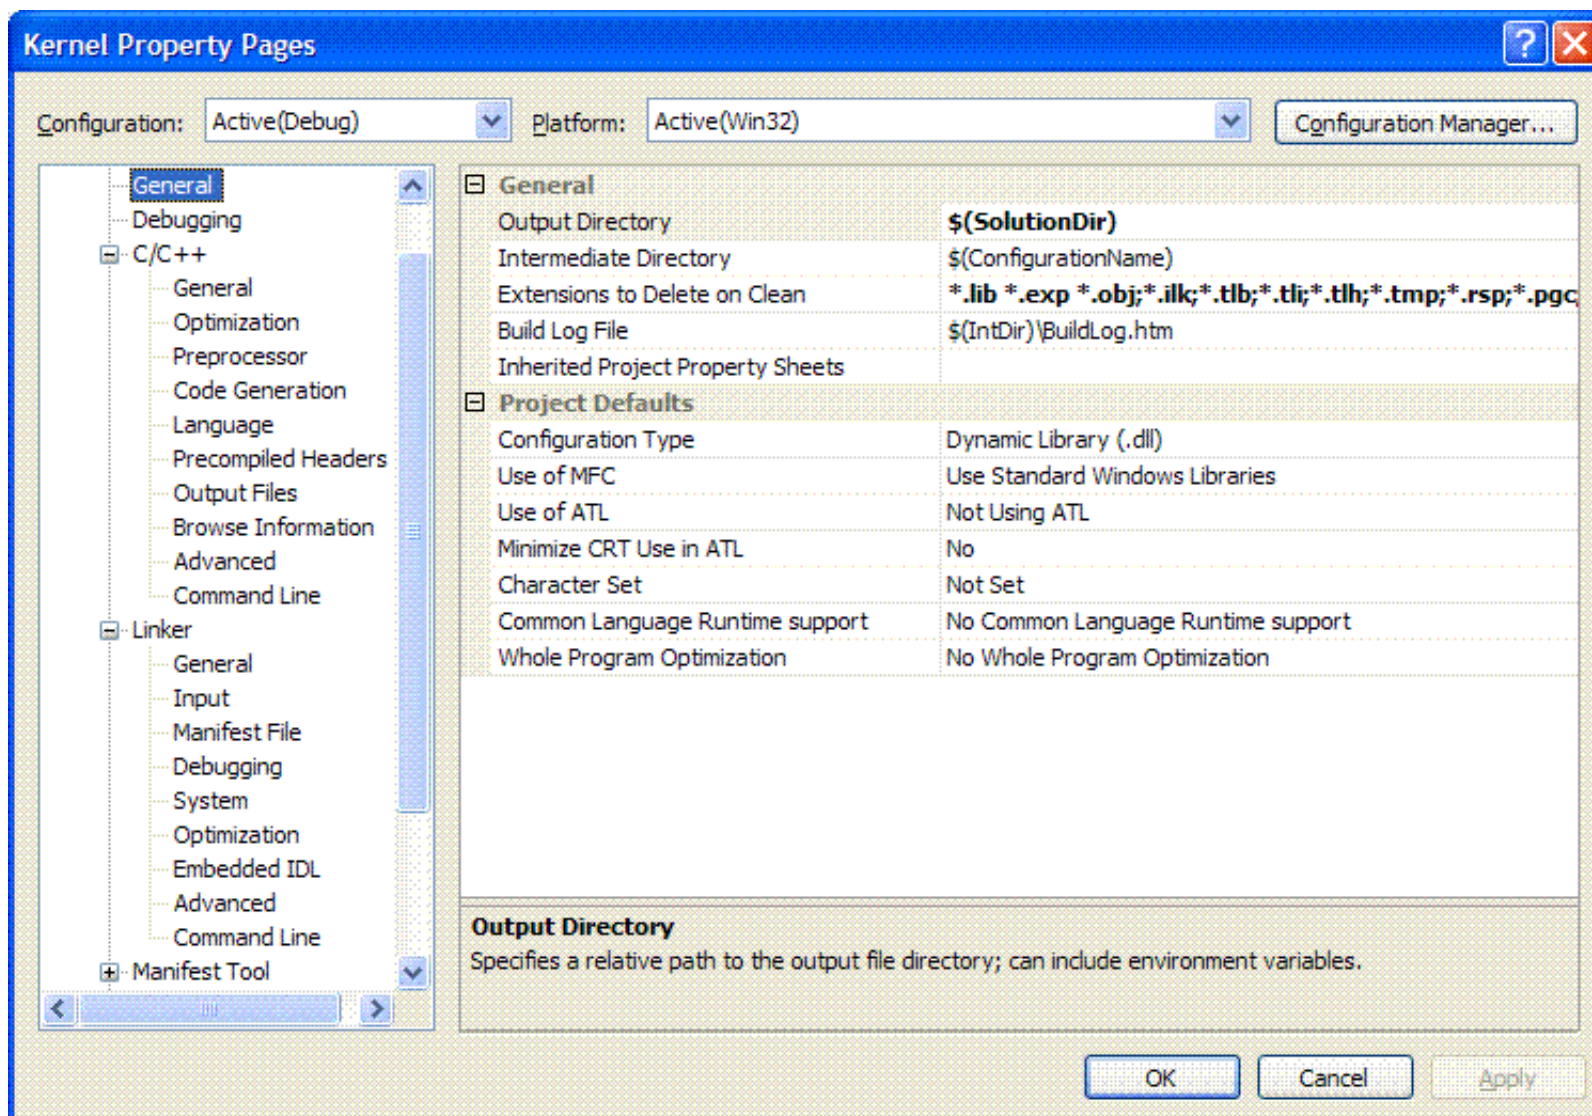 Kernel Property Pages
Configuration: Active(Debug) Platform: Active(Win32) Configuration Manager...
General
Debugging
C/C++
General
Optimization
Preprocessor
Code Generation
Language
Precompiled Headers
Output Files
Browse Information
Advanced
Command Line
Linker
General
Input
Manifest File
Debugging
System
Optimization
Embedded IDL
Advanced
Command Line
Manifest Tool
General
Output Directory $(SolutionDir)
Intermediate Directory $(ConfigurationName)
Extensions to Delete on Clean *.lib *.exp *.obj;*.ilk;*.tlb;*.tli;*.tlh;*.tmp;*.rsp;*.pgc;
Build Log File $(IntDir)\BuildLog.htm
Inherited Project Property Sheets
Project Defaults
Configuration Type Dynamic Library (.dll)
Use of MFC Use Standard Windows Libraries
Use of ATL Not Using ATL
Minimize CRT Use in ATL No
Character Set Not Set
Common Language Runtime support No Common Language Runtime support
Whole Program Optimization No Whole Program Optimization
Output Directory
Specifies a relative path to the output file directory; can include environment variables.
OK Cancel Apply